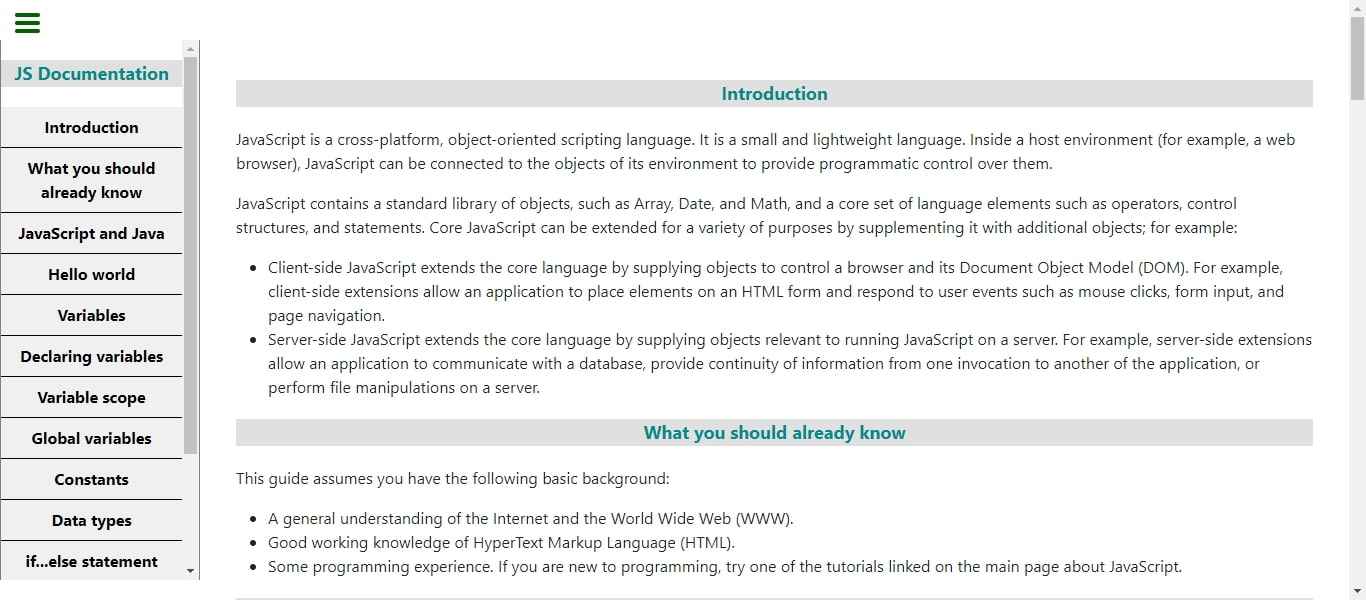 JS Documentation
Introduction
What you should
already know
JavaScript and Java
Hello world
Variables
Declaring variables
Variable scope
Global variables
Constants
Data types
if...else statement
Introduction
JavaScript is a cross-platform, object-oriented scripting language. It is a small and lightweight language. Inside a host environment (for example, a web
browser), JavaScript can be connected to the objects of its environment to provide programmatic control over them.
JavaScript contains a standard library of objects, such as Array, Date, and Math, and a core set of language elements such as operators, control
structures, and statements. Core JavaScript can be extended for a variety of purposes by supplementing it with additional objects; for example:
• Client-side JavaScript extends the core language by supplying objects to control a browser and its Document Object Model (DOM). For example,
client-side extensions allow an application to place elements on an HTML form and respond to user events such as mouse clicks, form input, and
page navigation.
• Server-side JavaScript extends the core language by supplying objects relevant to running JavaScript on a server. For example, server-side extensions
allow an application to communicate with a database, provide continuity of information from one invocation to another of the application, or
perform file manipulations on a server.
What you should already know
This guide assumes you have the following basic background:
• A general understanding of the Internet and the World Wide Web (WWW).
• Good working knowledge of HyperText Markup Language (HTML).
• Some programming experience. If you are new to programming, try one of the tutorials linked on the main page about JavaScript.